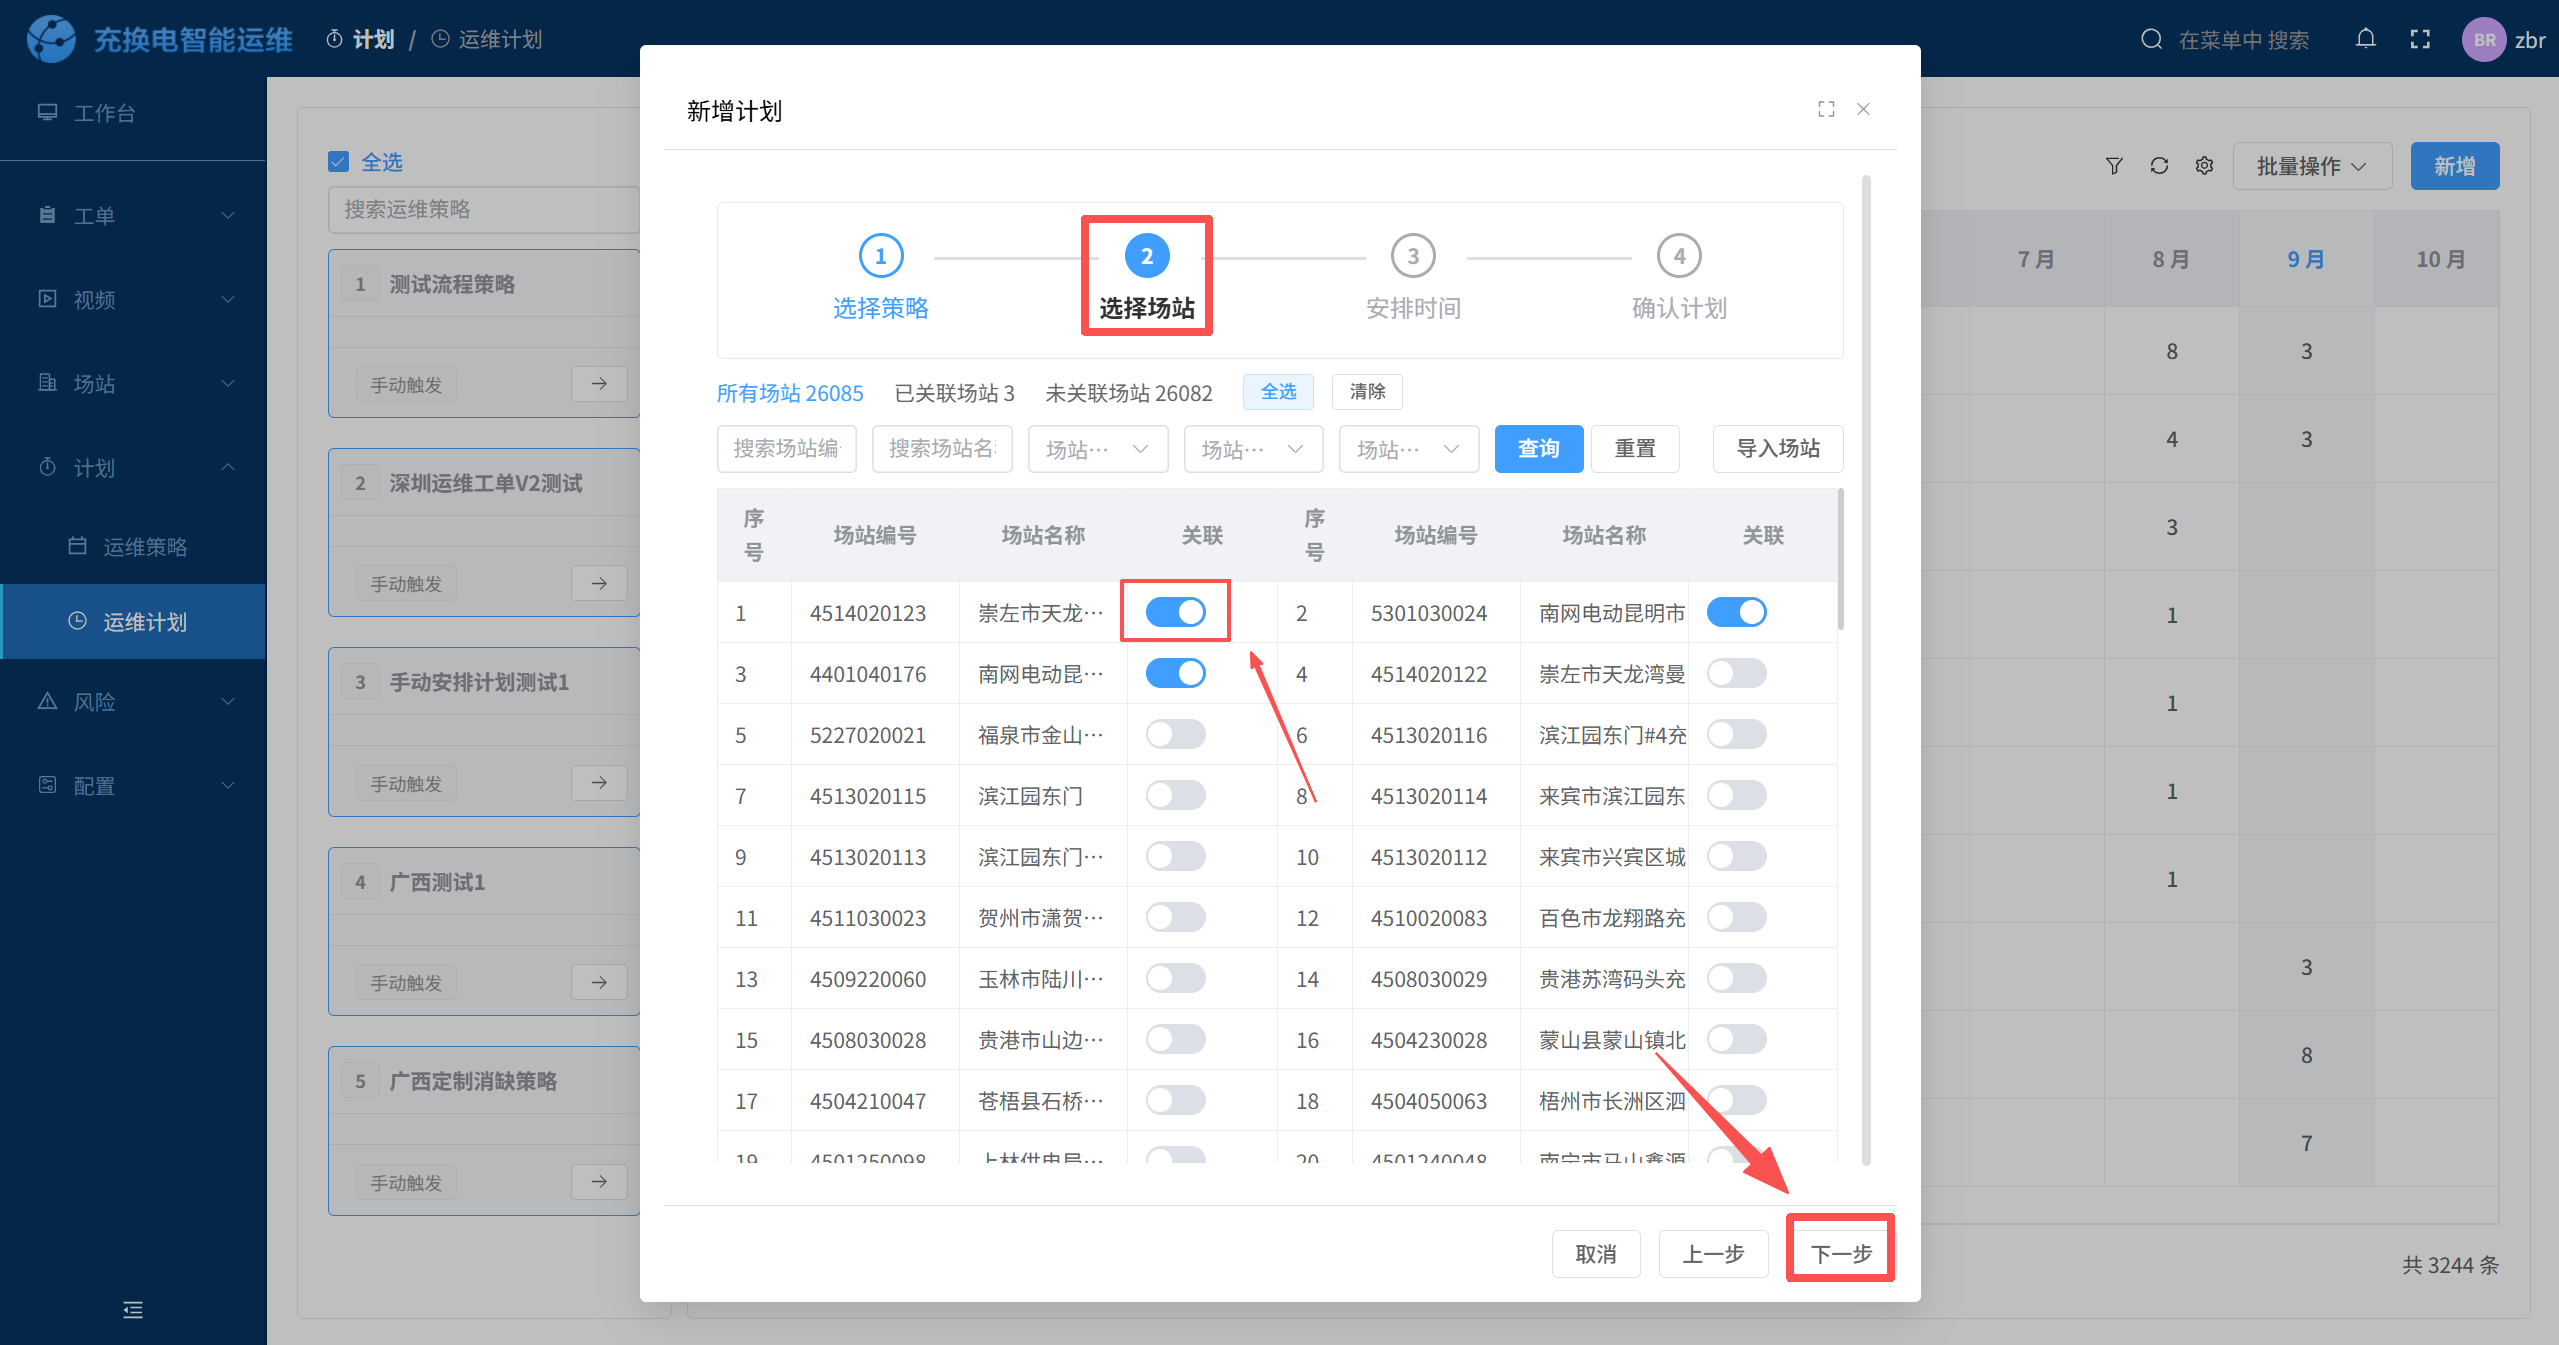 充换电智能运维
计划 / 运维计划
在菜单中 搜索
BR
zbr
工作台
工单
视频
场站
计划
运维策略
运维计划
风险
配置
全选
搜索运维策略
1 测试流程策略
手动触发
2 深圳运维工单V2测试
手动触发
3 手动安排计划测试1
手动触发
4 广西测试1
手动触发
5 广西定制消缺策略
手动触发
新增计划
1 2 3 4
选择策略 选择场站 安排时间 确认计划
所有场站 26085 已关联场站 3 未关联场站 26082 全选 清除
搜索场站编 搜索场站名 场站… 场站… 场站… 查询 重置 导入场站
序号 场站编号 场站名称 关联 序号 场站编号 场站名称 关联
1 4514020123 崇左市天龙… 2 5301030024 南网电动昆明市
3 4401040176 南网电动昆… 4 4514020122 崇左市天龙湾曼
5 5227020021 福泉市金山… 6 4513020116 滨江园东门#4充
7 4513020115 滨江园东门 8 4513020114 来宾市滨江园东
9 4513020113 滨江园东门… 10 4513020112 来宾市兴宾区城
11 4511030023 贺州市潇贺… 12 4510020083 百色市龙翔路充
13 4509220060 玉林市陆川… 14 4508030029 贵港苏湾码头充
15 4508030028 贵港市山边… 16 4504230028 蒙山县蒙山镇北
17 4504210047 苍梧县石桥… 18 4504050063 梧州市长洲区泗
19 4501250098 上林供电局… 20 4501240048 南宁市马山鑫源
取消 上一步 下一步
批量操作 新增
7 月 8 月 9 月 10 月
8 3
4 3
3
1
1
1
1
3
8
7
共 3244 条